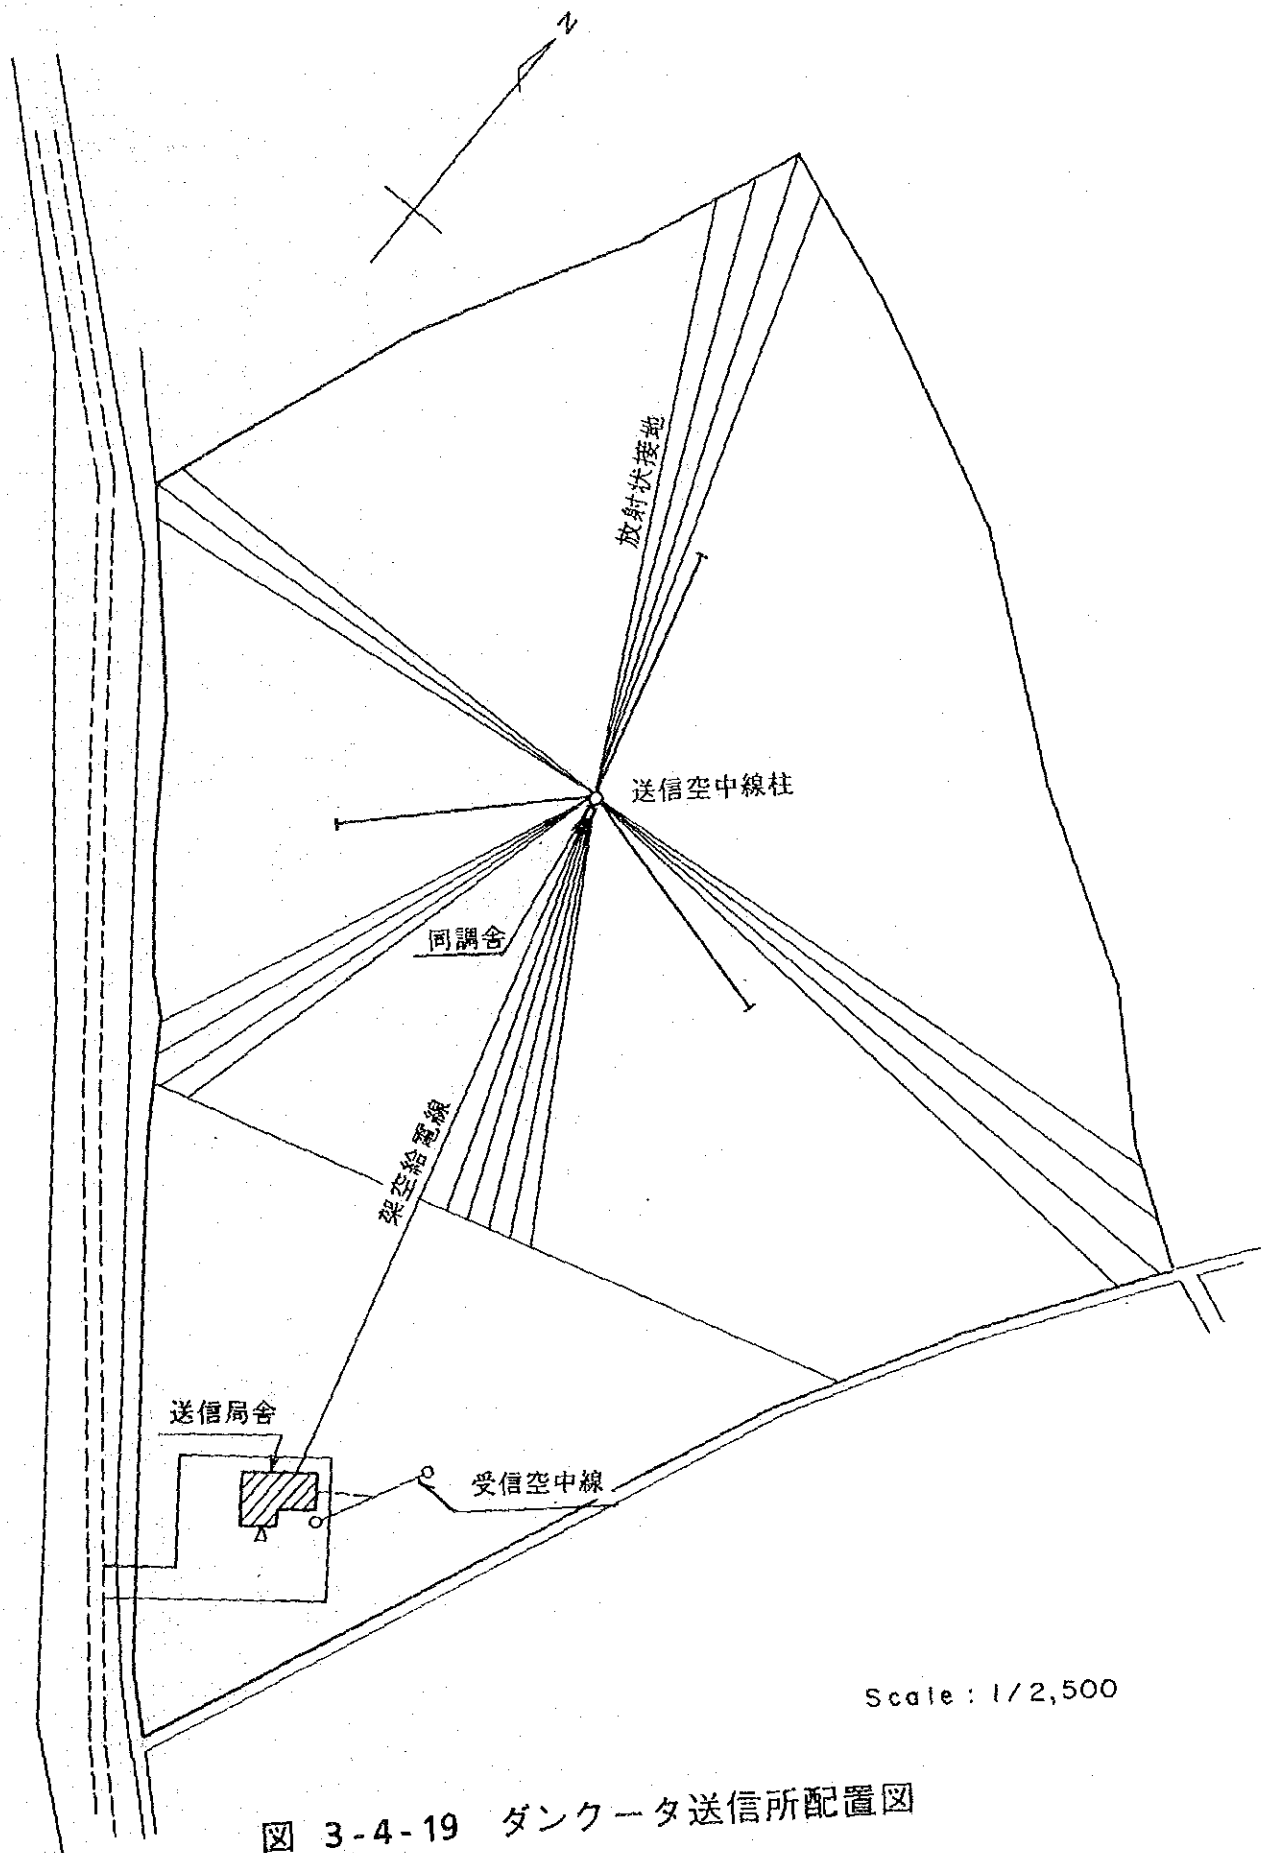 N
放射状接地
送信空中線柱
同調舎
架空給電線
送信局舎
受信空中線
Scale : 1/2,500
図 3-4-19 ダンクータ送信所配置図